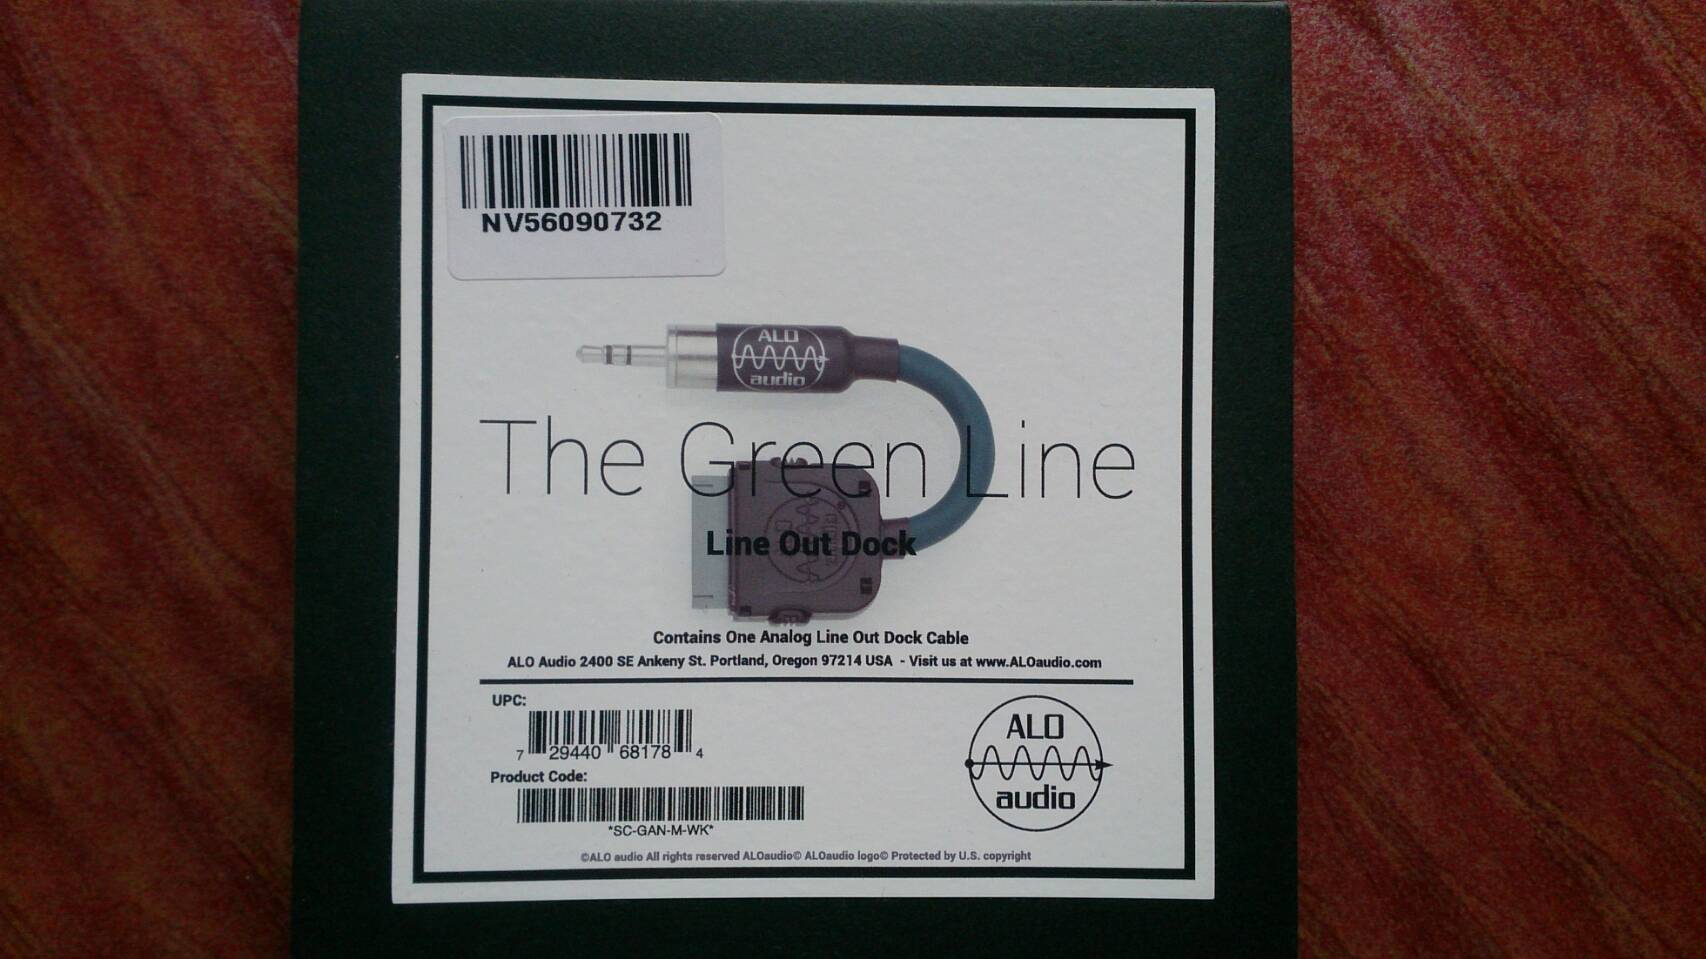 NV56090732
ALO
audio
The Green Line
Line Out Dock
Contains One Analog Line Out Dock Cable
ALO Audio 2400 SE Ankeny St. Portland, Oregon 97214 USA - Visit us at www.ALOaudio.com
UPC:
7 29440 68178 4
Product Code:
*SC-GAN-M-WK*
ALO
audio
©ALO audio All rights reserved ALOaudio© ALOaudio logo© Protected by U.S. copyright